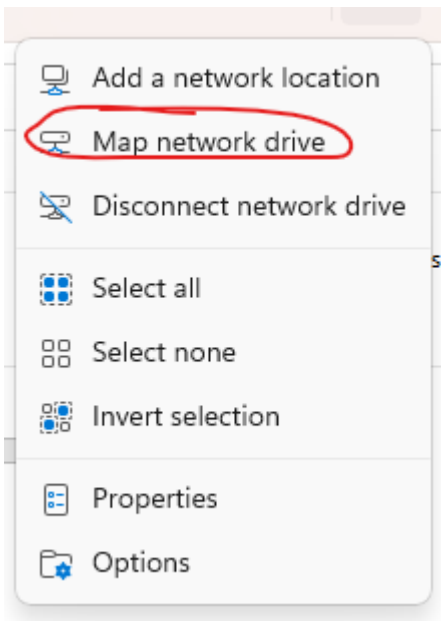 Add a network location
Map network drive
Disconnect network drive
Select all
Select none
Invert selection
Properties
Options
s